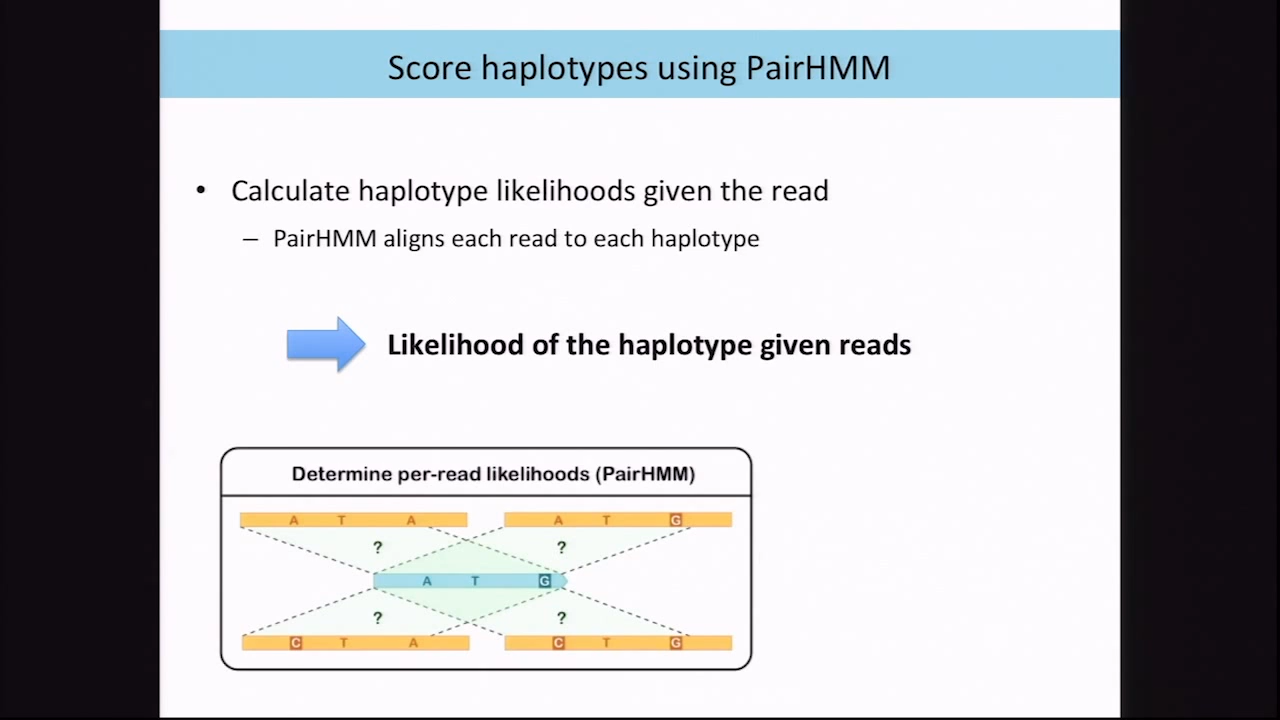 Score haplotypes using PairHMM
• Calculate haplotype likelihoods given the read
– PairHMM aligns each read to each haplotype
Likelihood of the haplotype given reads
Determine per-read likelihoods (PairHMM)
A T A A T G
? ?
A T G
? ?
C T A C T G